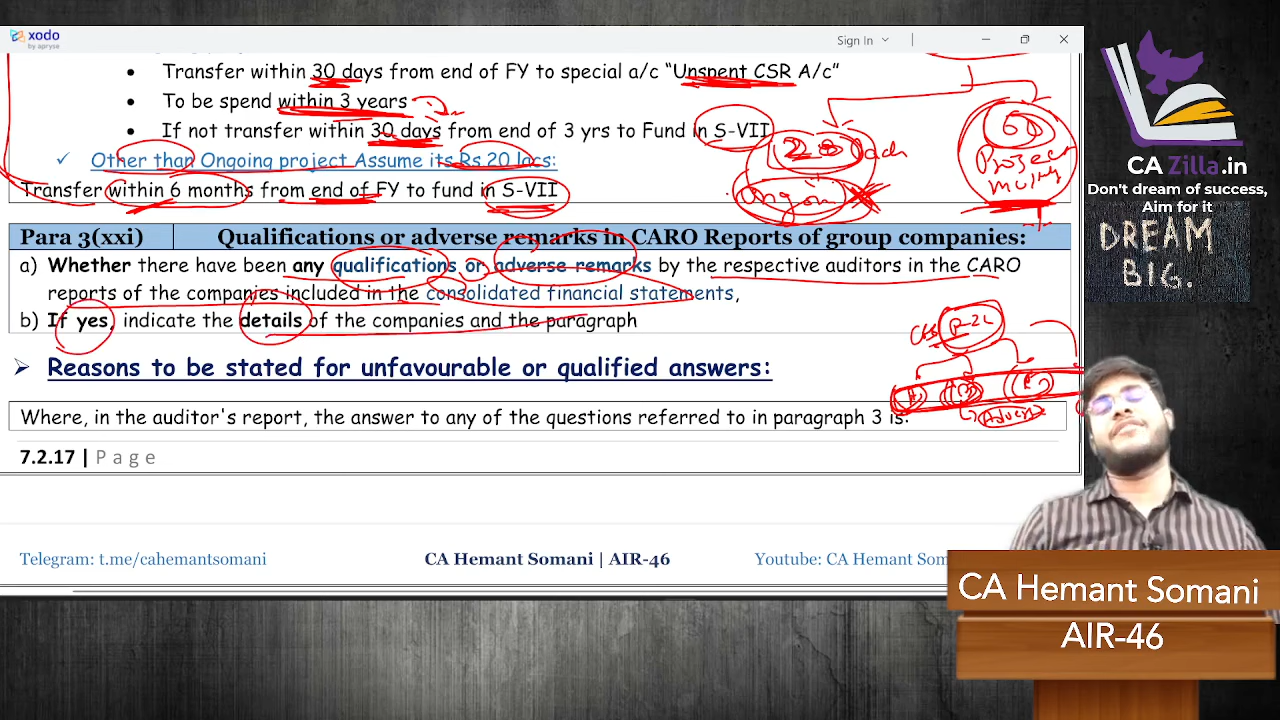 xodo
by apryse
Sign In
• Transfer within 30 days from end of FY to special a/c “Unspent CSR A/c”
• To be spend within 3 years
• If not transfer within 30 days from end of 3 yrs to Fund in S-VII
✓ Other than Ongoing project Assume its Rs.20 lacs:
Transfer within 6 months from end of FY to fund in S-VII
Para 3(xxi) Qualifications or adverse remarks in CARO Reports of group companies:
a) Whether there have been any qualifications or adverse remarks by the respective auditors in the CARO
reports of the companies included in the consolidated financial statements,
b) If yes, indicate the details of the companies and the paragraph
➢ Reasons to be stated for unfavourable or qualified answers:
Where, in the auditor's report, the answer to any of the questions referred to in paragraph 3 is:
7.2.17 | Page
Telegram: t.me/cahemantsomani CA Hemant Somani | AIR-46 Youtube: CA Hemant Som
Project
Adverse
CA Zilla.in
Don't dream of success,
Aim for it
DREAM
BIG.
CA Hemant Somani
AIR-46